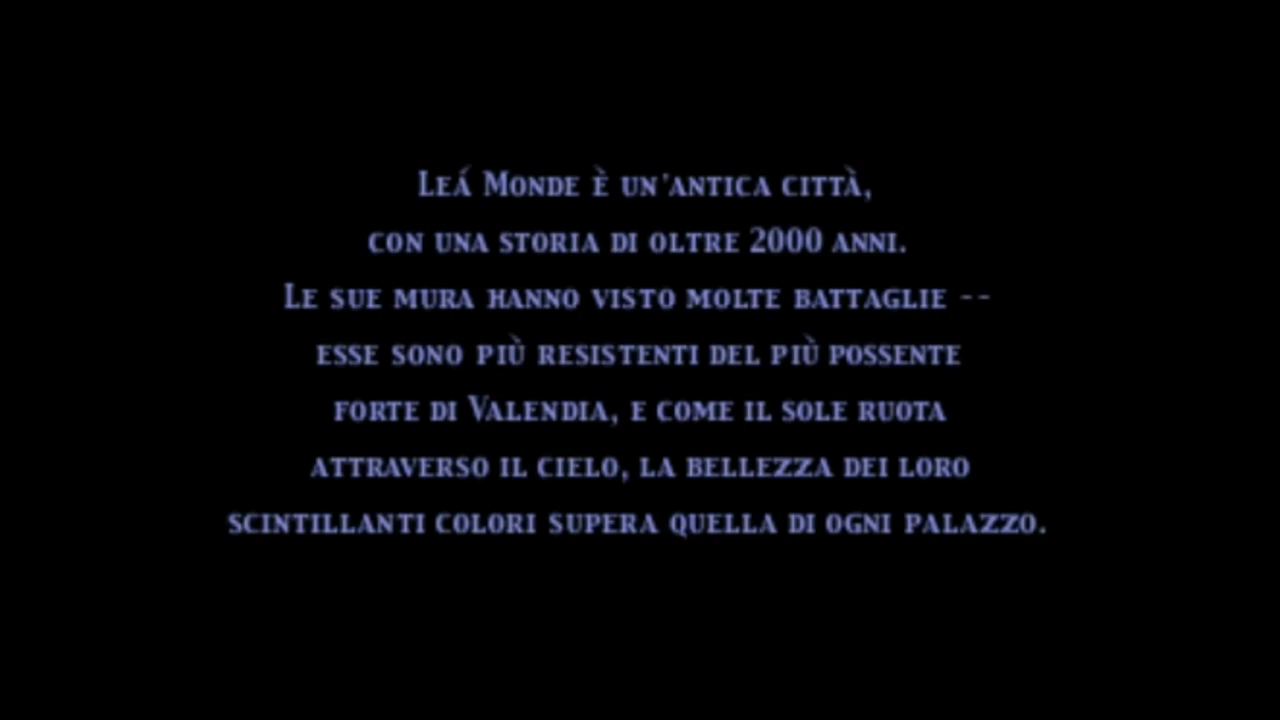 Leá Monde è un'antica città,
con una storia di oltre 2000 anni.
Le sue mura hanno visto molte battaglie --
esse sono più resistenti del più possente
forte di Valendia, e come il sole ruota
attraverso il cielo, la bellezza dei loro
scintillanti colori supera quella di ogni palazzo.